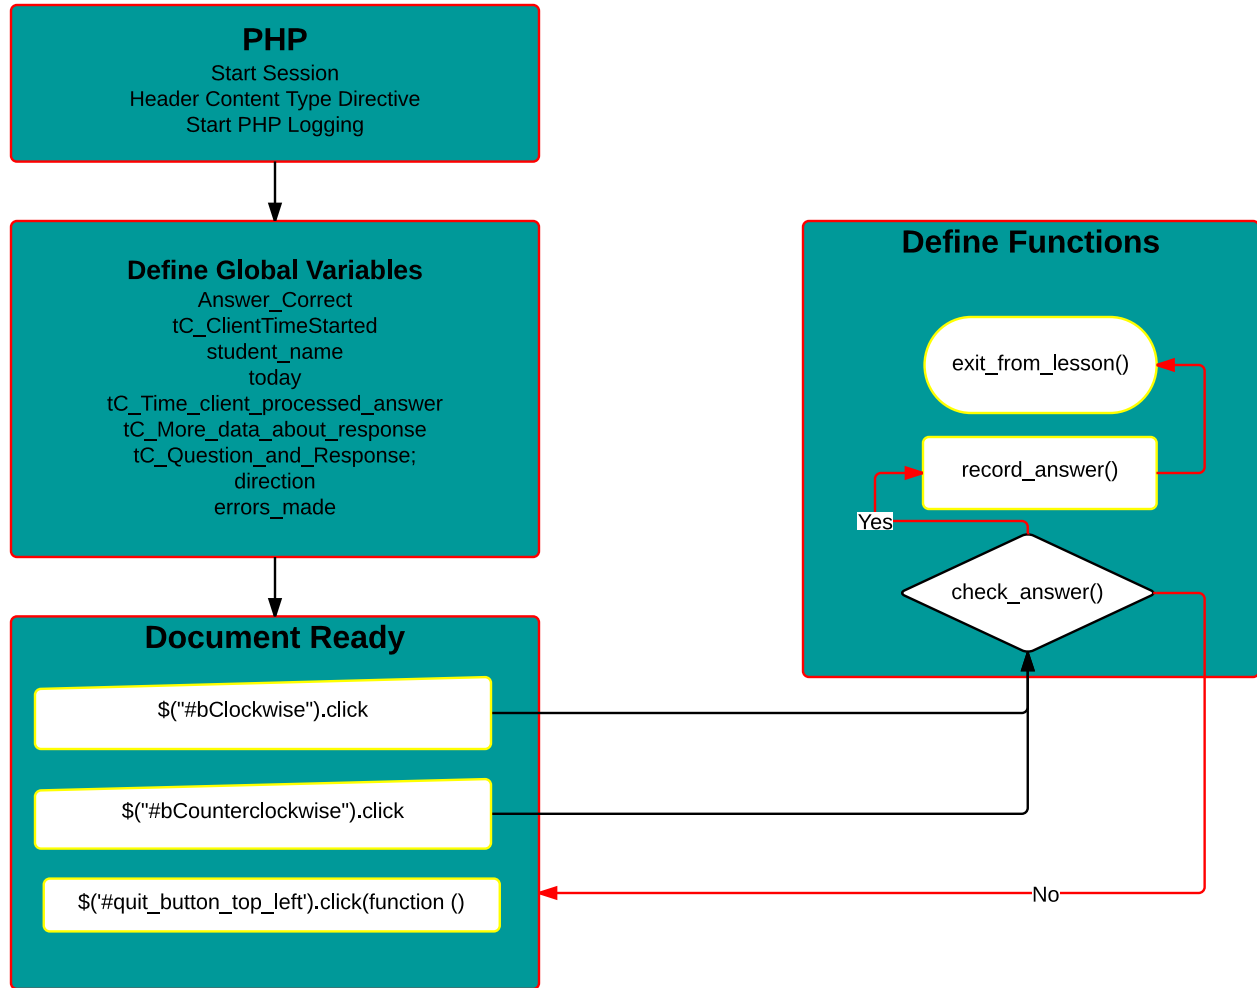 PHP
Start Session
Header Content Type Directive
Start PHP Logging
Define Global Variables
Answer_Correct
tC_ClientTimeStarted
student_name
today
tC_Time_client_processed_answer
tC_More_data_about_response
tC_Question_and_Response;
direction
errors_made
Document Ready
$("#bClockwise").click
$("#bCounterclockwise").click
$('#quit_button_top_left').click(function ()
Define Functions
exit_from_lesson()
record_answer()
Yes
check_answer()
No